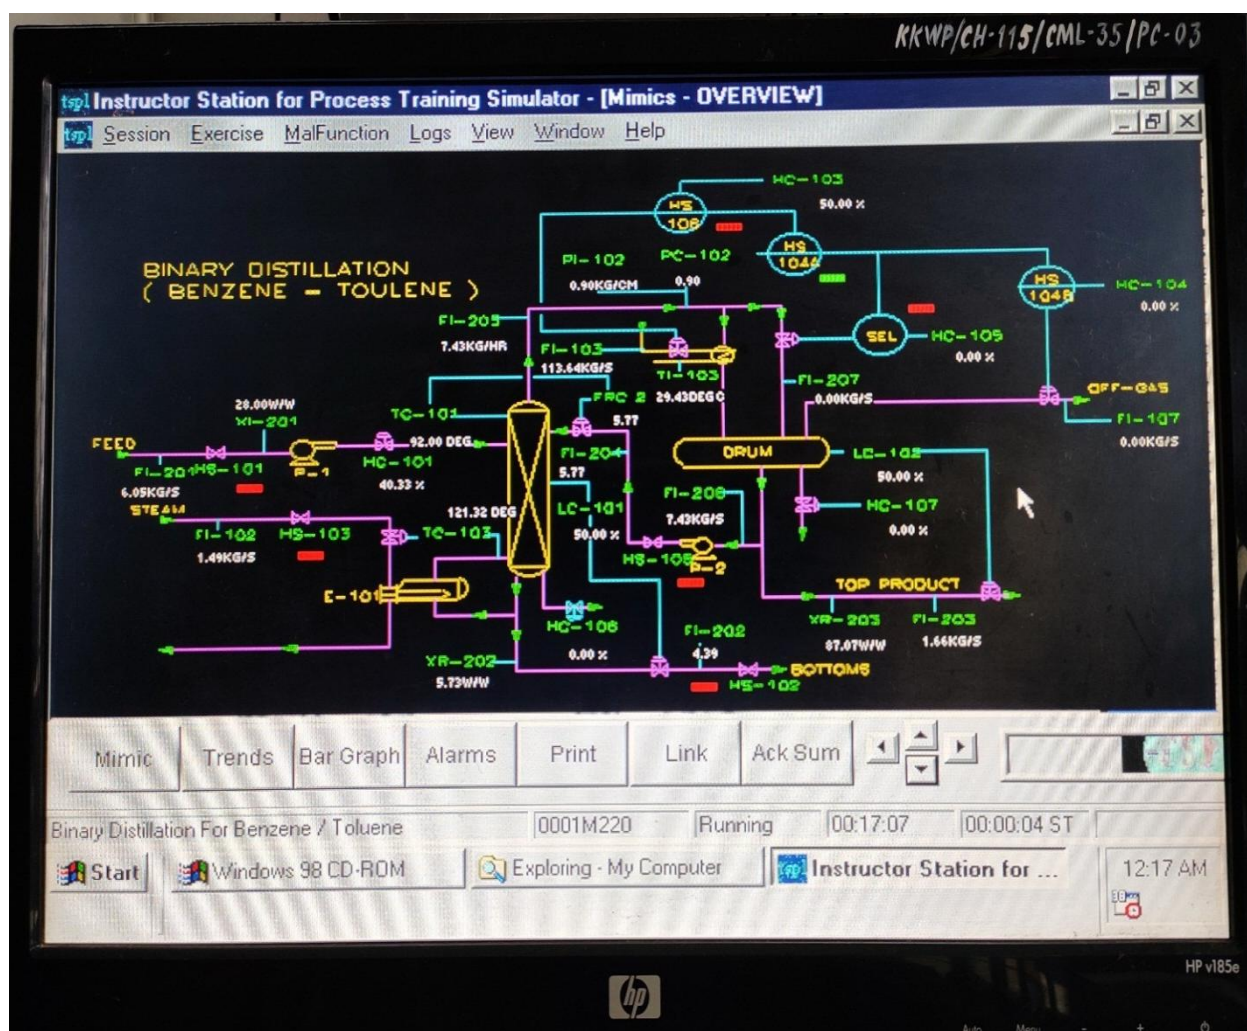 KKWP/CH-115/CML-35/PC-03
tspl Instructor Station for Process Training Simulator - [Mimics - OVERVIEW]
tspl Session Exercise MalFunction Logs View Window Help
HC-103
50.00 %
HS
106
HS
104A
PI-102
0.90KG/CM
PC-102
0.90
BINARY DISTILLATION
( BENZENE - TOULENE )
HS
104B
HC-104
0.00 %
FI-205
7.43KG/HR
FI-103
113.64KG/S
TI-103
29.43DEG C
SEL
HC-105
0.00 %
FI-207
0.00KG/S
OFF-GAS
FI-107
0.00KG/S
TC-101
92.00 DEG
FRC 2
5.77
28.00W/W
XI-201
FEED
FI-201
6.05KG/S
HS-101
P-1
HC-101
40.33 %
FI-204
5.77
DRUM
LC-102
50.00 %
STEAM
FI-102
1.49KG/S
HS-103
TC-103
121.32 DEG
LC-101
50.00 %
FI-206
7.43KG/S
HC-107
0.00 %
HS-105
P-2
E-101
HC-106
0.00 %
TOP PRODUCT
XR-203
87.07W/W
FI-203
1.66KG/S
XR-202
5.73W/W
FI-202
4.39
HS-102
BOTTOMS
Mimic Trends Bar Graph Alarms Print Link Ack Sum
Binary Distillation For Benzene / Toluene 0001M220 Running 00:17:07 00:00:04 ST
Start Windows 98 CD-ROM Exploring - My Computer tspl Instructor Station for ... 12:17 AM
HP v185e
hp
Auto Menu - +